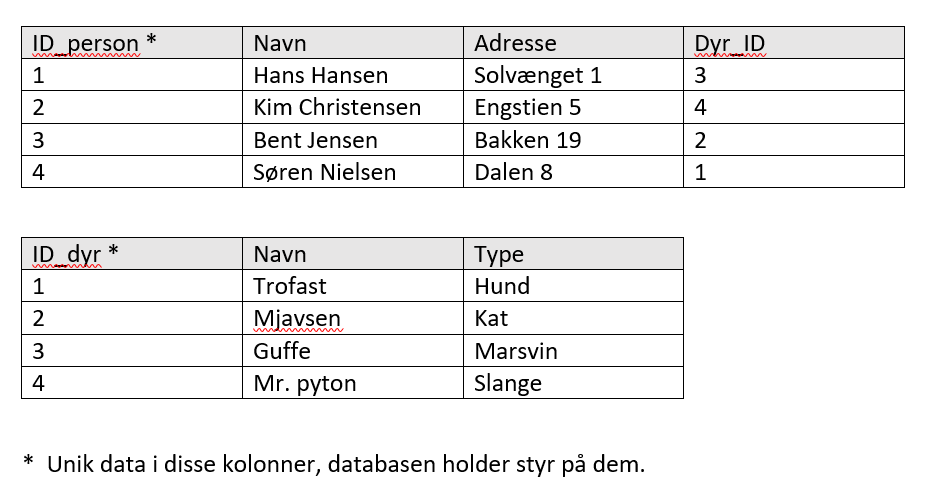 ID_person * Navn Adresse Dyr_ID
1 Hans Hansen Solvænget 1 3
2 Kim Christensen Engstien 5 4
3 Bent Jensen Bakken 19 2
4 Søren Nielsen Dalen 8 1
ID_dyr * Navn Type
1 Trofast Hund
2 Mjavsen Kat
3 Guffe Marsvin
4 Mr. pyton Slange
* Unik data i disse kolonner, databasen holder styr på dem.